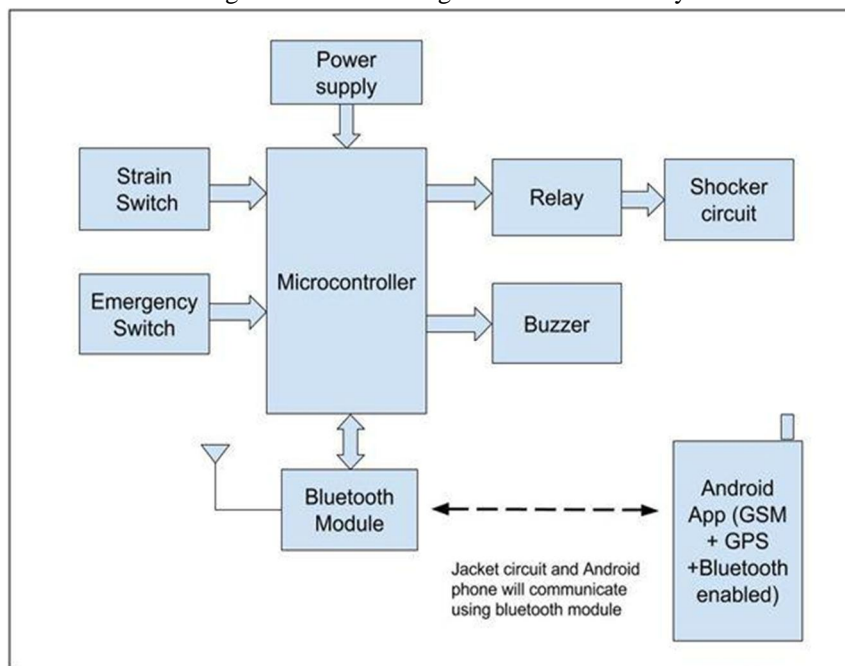 Power
supply
Strain
Switch
Relay
Shocker
circuit
Microcontroller
Emergency
Switch
Buzzer
Bluetooth
Module
Android
App (GSM
+ GPS
+Bluetooth
enabled)
Jacket circuit and Android
phone will communicate
using bluetooth module